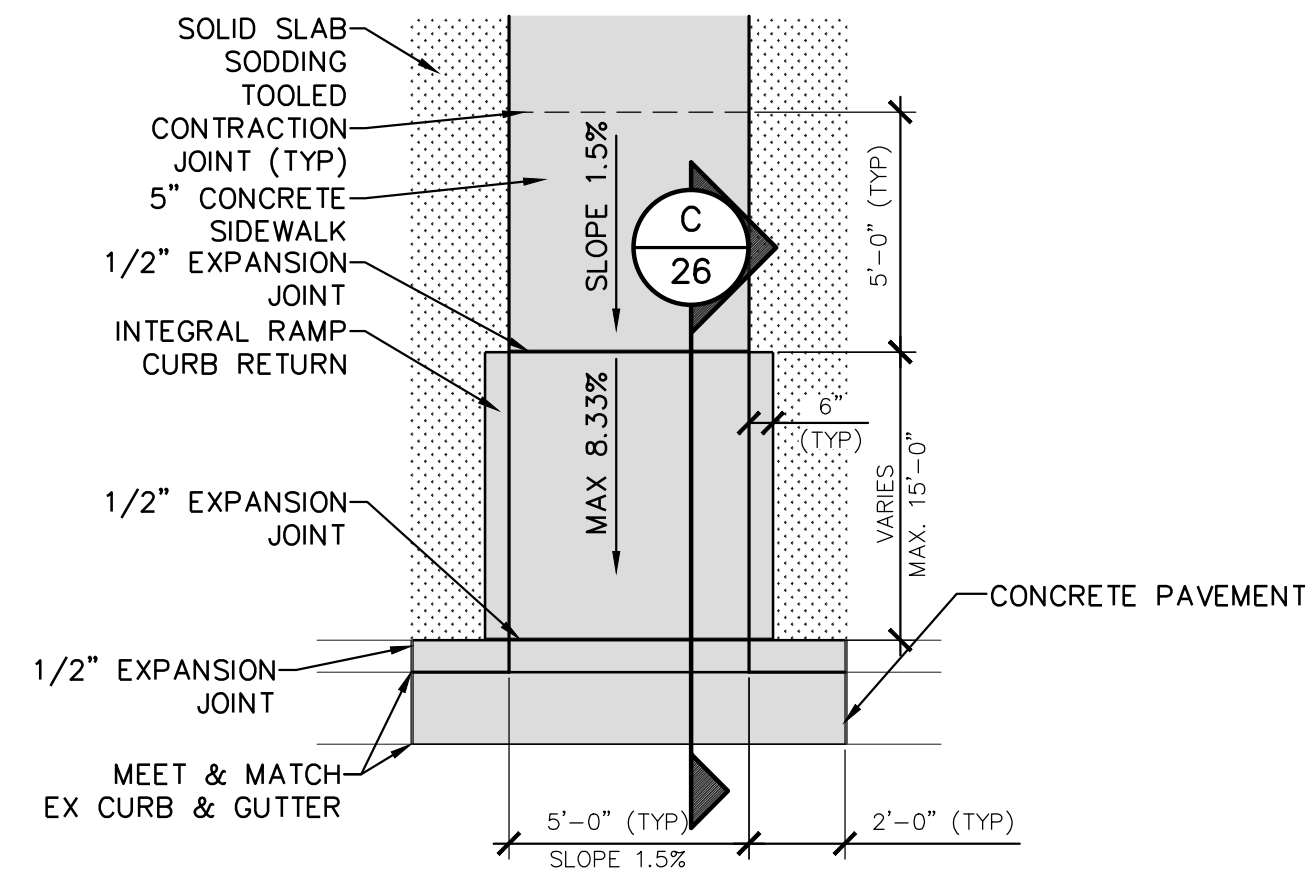 SOLID SLAB
SODDING
TOOLED
CONTRACTION
JOINT (TYP)
5" CONCRETE
SIDEWALK
1/2" EXPANSION
JOINT
INTEGRAL RAMP
CURB RETURN
1/2" EXPANSION
JOINT
1/2" EXPANSION
JOINT
MEET & MATCH
EX CURB & GUTTER
SLOPE 1.5%
MAX 8.33%
C
26
5'-0" (TYP)
6"
(TYP)
VARIES
MAX. 15'-0"
CONCRETE PAVEMENT
5'-0" (TYP)
SLOPE 1.5%
2'-0" (TYP)